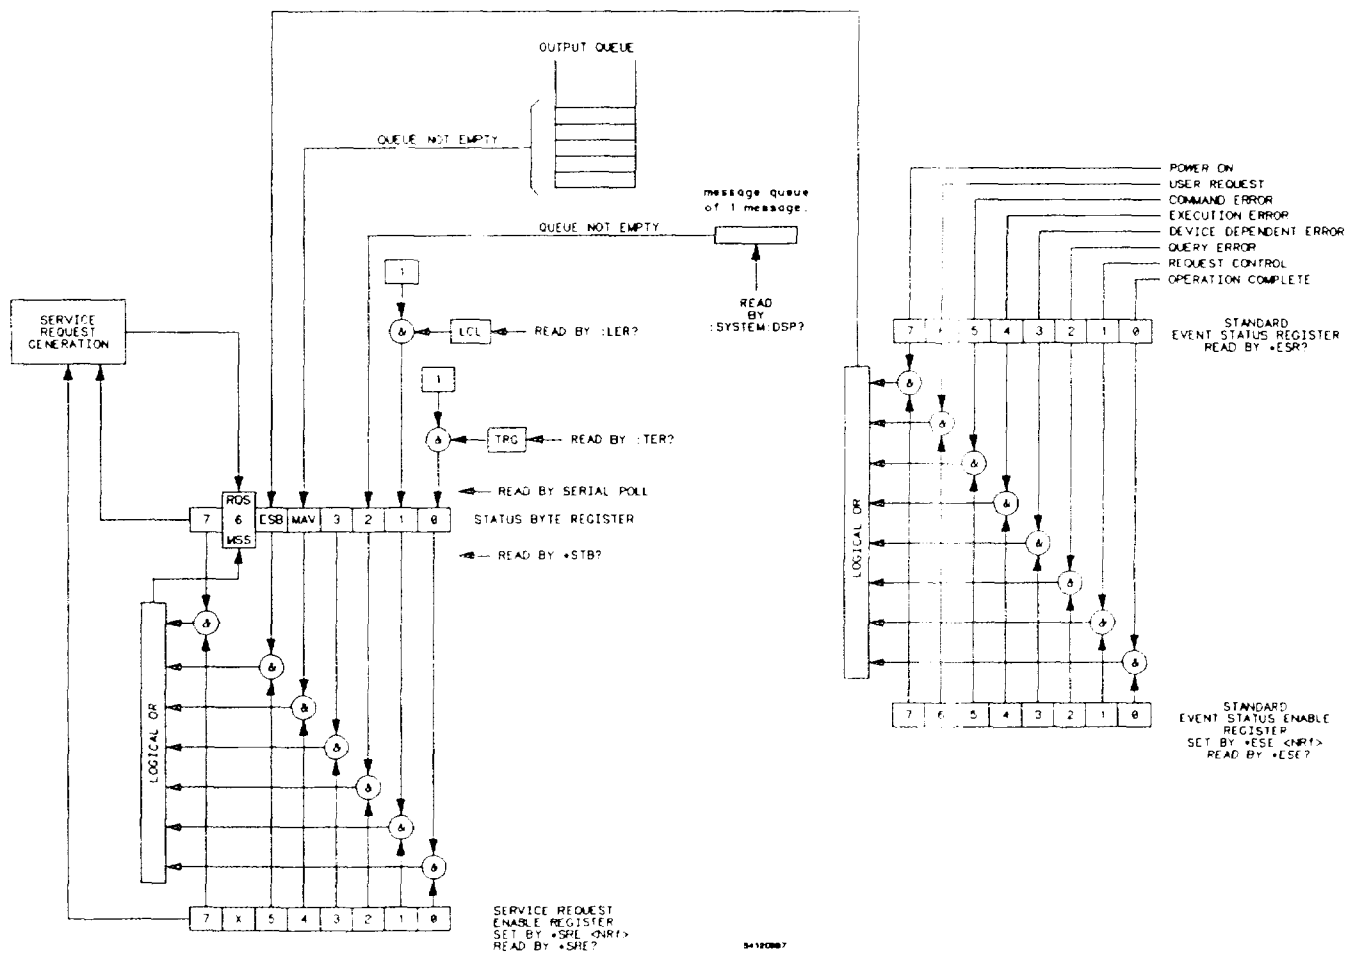 OUTPUT QUEUE
QUEUE NOT EMPTY
message queue
of 1 message.
QUEUE NOT EMPTY
READ
BY
:SYSTEM:DSP?
POWER ON
USER REQUEST
COMMAND ERROR
EXECUTION ERROR
DEVICE DEPENDENT ERROR
QUERY ERROR
REQUEST CONTROL
OPERATION COMPLETE
7 6 5 4 3 2 1 0
STANDARD
EVENT STATUS REGISTER
READ BY *ESR?
SERVICE
REQUEST
GENERATION
1
& LCL READ BY :LER?
1
& TRG READ BY :TER?
READ BY SERIAL POLL
7 RQS 6 MSS ESB MAV 3 2 1 0
STATUS BYTE REGISTER
READ BY *STB?
LOGICAL OR
&
&
&
&
&
&
&
LOGICAL OR
&
&
&
&
&
&
&
&
7 6 5 4 3 2 1 0
STANDARD
EVENT STATUS ENABLE
REGISTER
SET BY *ESE <NRf>
READ BY *ESE?
7 X 5 4 3 2 1 0
SERVICE REQUEST
ENABLE REGISTER
SET BY *SRE <NRf>
READ BY *SRE?